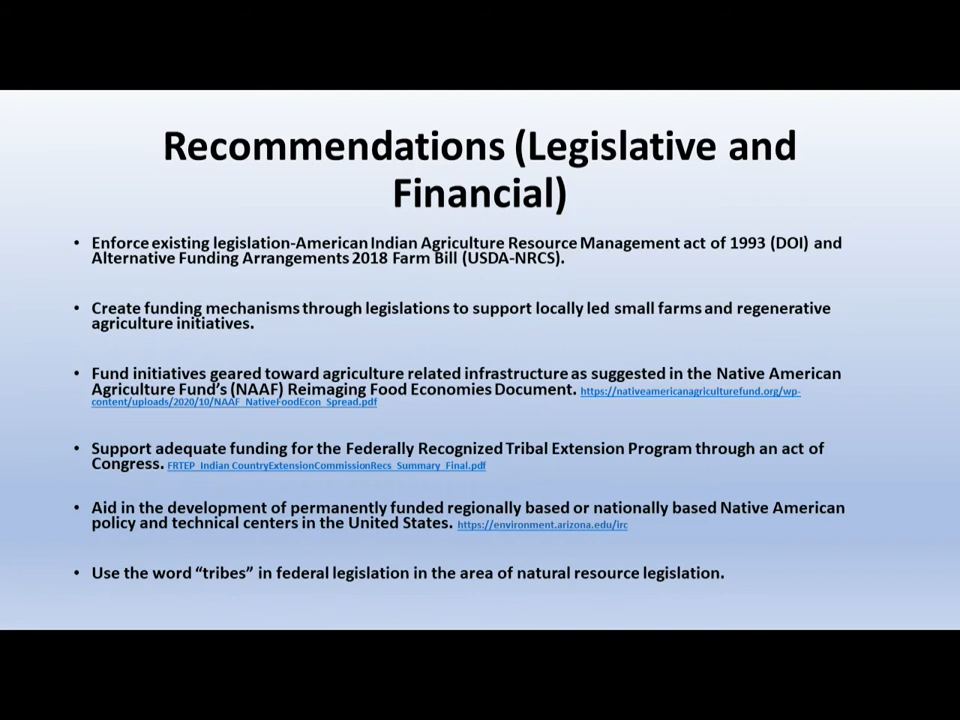 Recommendations (Legislative and
Financial)
• Enforce existing legislation-American Indian Agriculture Resource Management act of 1993 (DOI) and
Alternative Funding Arrangements 2018 Farm Bill (USDA-NRCS).
• Create funding mechanisms through legislations to support locally led small farms and regenerative
agriculture initiatives.
• Fund initiatives geared toward agriculture related infrastructure as suggested in the Native American
Agriculture Fund's (NAAF) Reimaging Food Economies Document. https://nativeamericanagriculturefund.org/wp-
content/uploads/2020/10/NAAF_NativeFoodEcon_Spread.pdf
• Support adequate funding for the Federally Recognized Tribal Extension Program through an act of
Congress. FRTEP_Indian CountryExtensionCommissionRecs_Summary_Final.pdf
• Aid in the development of permanently funded regionally based or nationally based Native American
policy and technical centers in the United States. https://environment.arizona.edu/irc
• Use the word “tribes” in federal legislation in the area of natural resource legislation.